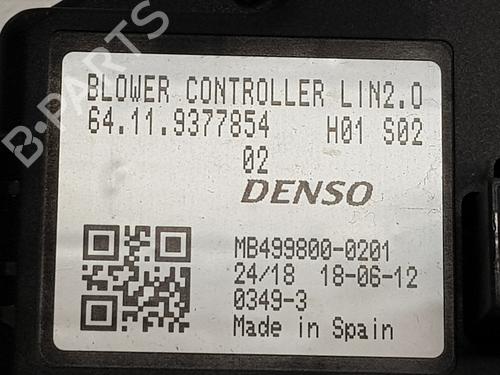 B-PARTS
BLOWER CONTROLLER LIN2.0
64.11.9377854 H01 S02
02
DENSO
MB499800-0201
24/18 18-06-12
0349-3
Made in Spain